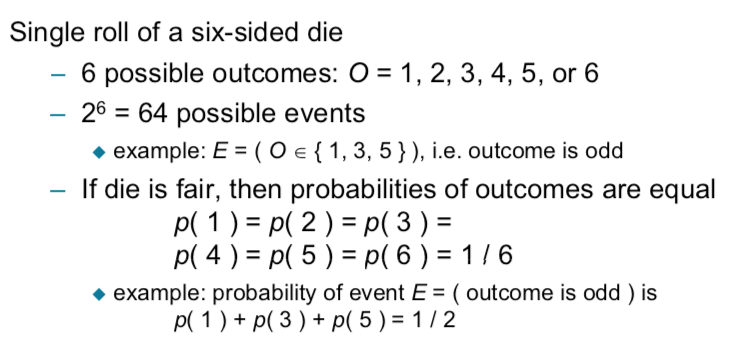 Single roll of a six-sided die
– 6 possible outcomes: O = 1, 2, 3, 4, 5, or 6
– 2⁶ = 64 possible events
◆ example: E = ( O ∈ { 1, 3, 5 } ), i.e. outcome is odd
– If die is fair, then probabilities of outcomes are equal
p( 1 ) = p( 2 ) = p( 3 ) =
p( 4 ) = p( 5 ) = p( 6 ) = 1 / 6
◆ example: probability of event E = ( outcome is odd ) is
p( 1 ) + p( 3 ) + p( 5 ) = 1 / 2